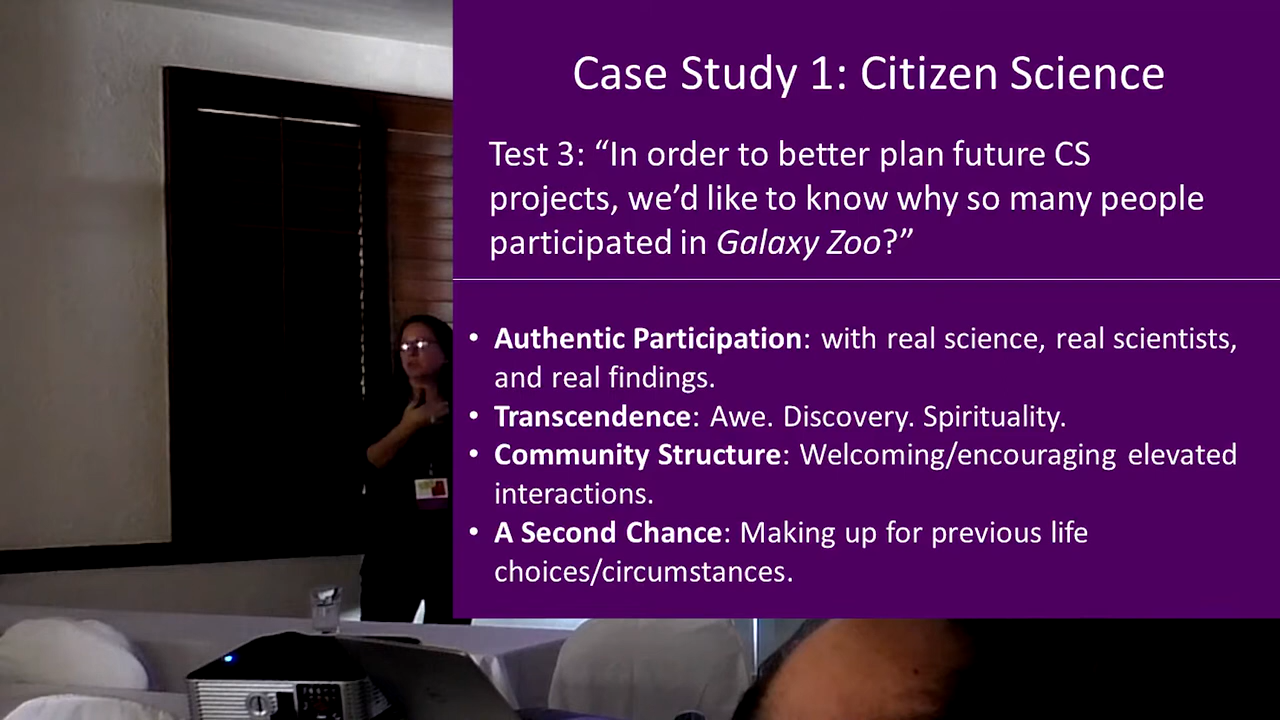 Case Study 1: Citizen Science
Test 3: “In order to better plan future CS
projects, we’d like to know why so many people
participated in Galaxy Zoo?”
• Authentic Participation: with real science, real scientists,
and real findings.
• Transcendence: Awe. Discovery. Spirituality.
• Community Structure: Welcoming/encouraging elevated
interactions.
• A Second Chance: Making up for previous life
choices/circumstances.